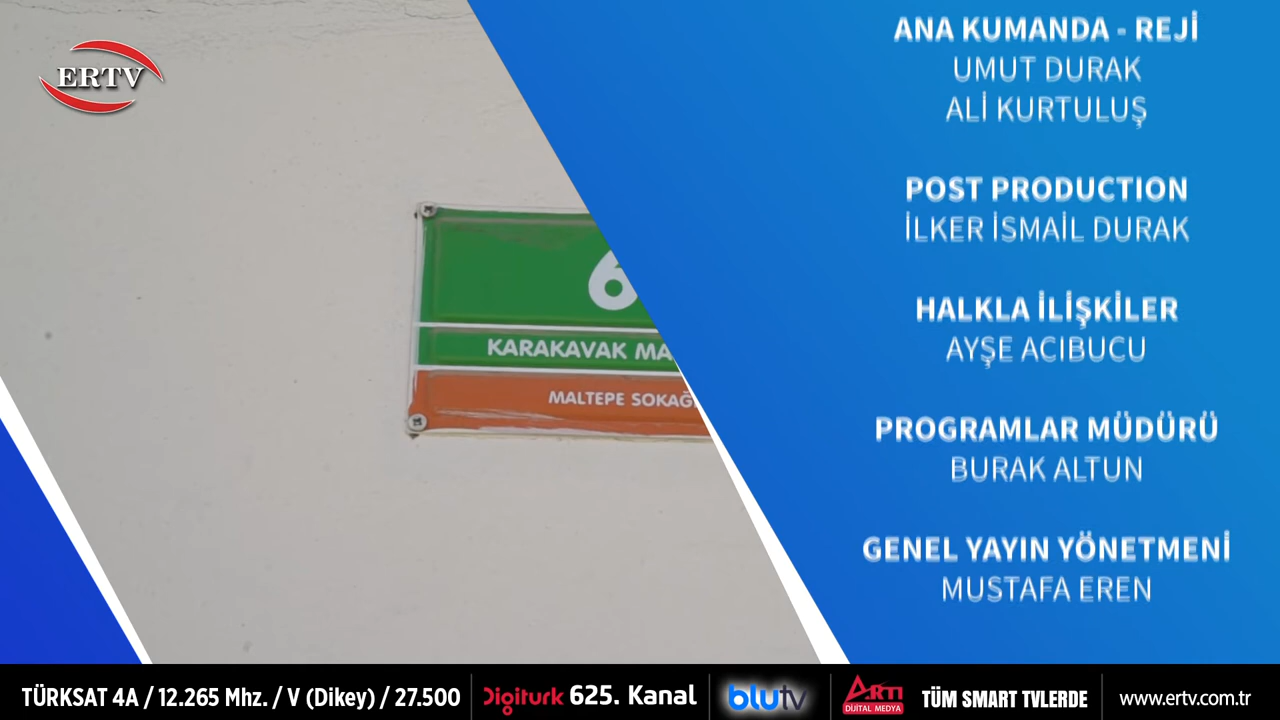 ERTV
6
KARAKAVAK
MALTEPE
ANA KUMANDA - REJİ
UMUT DURAK
ALİ KURTULUŞ
POST PRODUCTION
İLKER İSMAİL DURAK
HALKLA İLİŞKİLER
AYŞE ACIBUCU
PROGRAMLAR MÜDÜRÜ
BURAK ALTUN
GENEL YAYIN YÖNETMENİ
MUSTAFA EREN
TÜRKSAT 4A / 12.265 Mhz. / V (Dikey) / 27.500
Digiturk 625. Kanal
blutv
ARTI
DİJİTAL MEDYA
TÜM SMART TVLERDE
www.ertv.com.tr